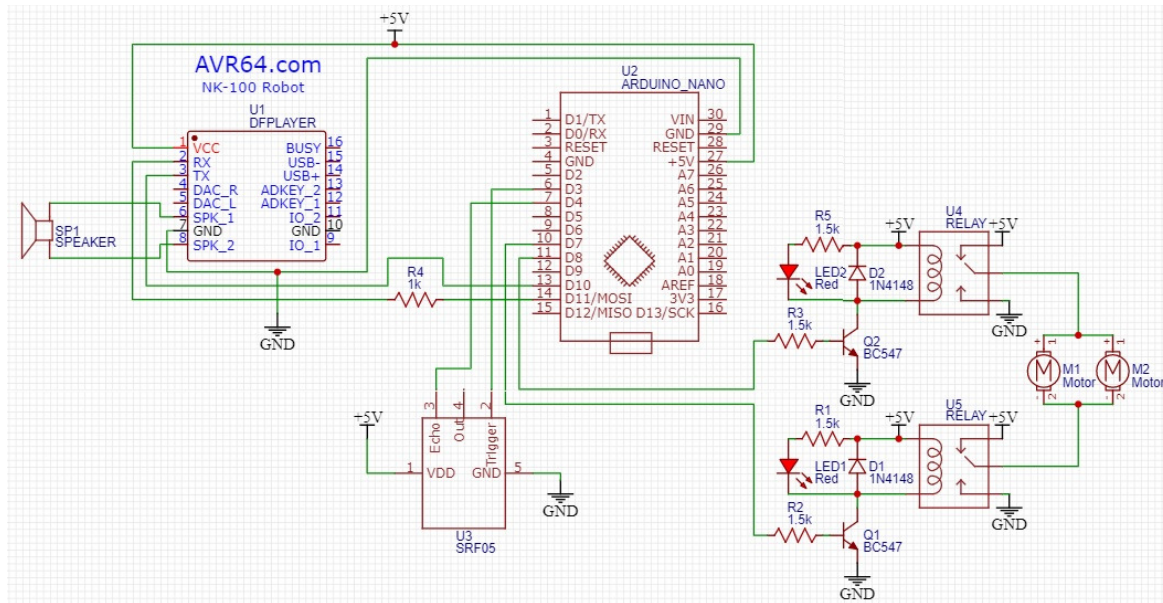 +5V
AVR64.com
NK-100 Robot
U1
DFPLAYER
1 VCC BUSY 16
2 RX USB- 15
3 TX USB+ 14
4 DAC_R ADKEY_2 13
5 DAC_L ADKEY_1 12
6 SPK_1 IO_2 11
7 GND GND 10
8 SPK_2 IO_1 9
SP1
SPEAKER
GND
R4
1k
U2
ARDUINO_NANO
1 D1/TX VIN 30
2 D0/RX GND 29
3 RESET RESET 28
4 GND +5V 27
5 D2 A7 26
6 D3 A6 25
7 D4 A5 24
8 D5 A4 23
9 D6 A3 22
10 D7 A2 21
11 D8 A1 20
12 D9 A0 19
13 D10 AREF 18
14 D11/MOSI 3V3 17
15 D12/MISO D13/SCK 16
+5V
3 4 2
Echo
Out
Trigger
1 VDD GND 5
GND
U3
SRF05
R5
1.5k
+5V
U4
RELAY
+5V
LED2
Red
D2
1N4148
GND
R3
1.5k
Q2
BC547
GND
+ 1
M1
Motor
- 2
+ 1
M2
Motor
- 2
R1
1.5k
+5V
U5
RELAY
+5V
LED1
Red
D1
1N4148
GND
R2
1.5k
Q1
BC547
GND